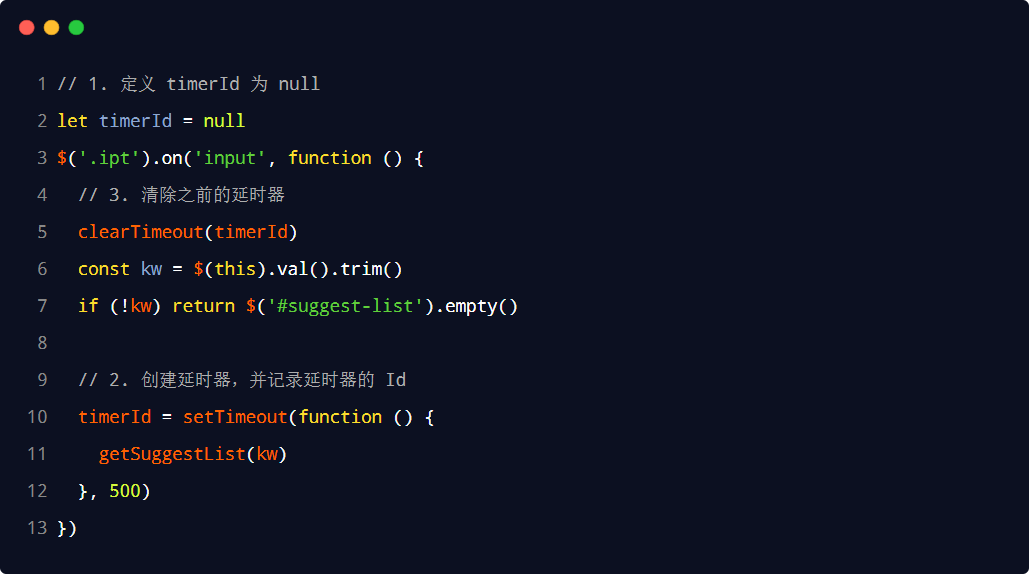 1 // 1. 定义 timerId 为 null
2 let timerId = null
3 $('.ipt').on('input', function () {
4   // 3. 清除之前的延时器
5   clearTimeout(timerId)
6   const kw = $(this).val().trim()
7   if (!kw) return $('#suggest-list').empty()
8
9   // 2. 创建延时器，并记录延时器的 Id
10   timerId = setTimeout(function () {
11     getSuggestList(kw)
12   }, 500)
13 })